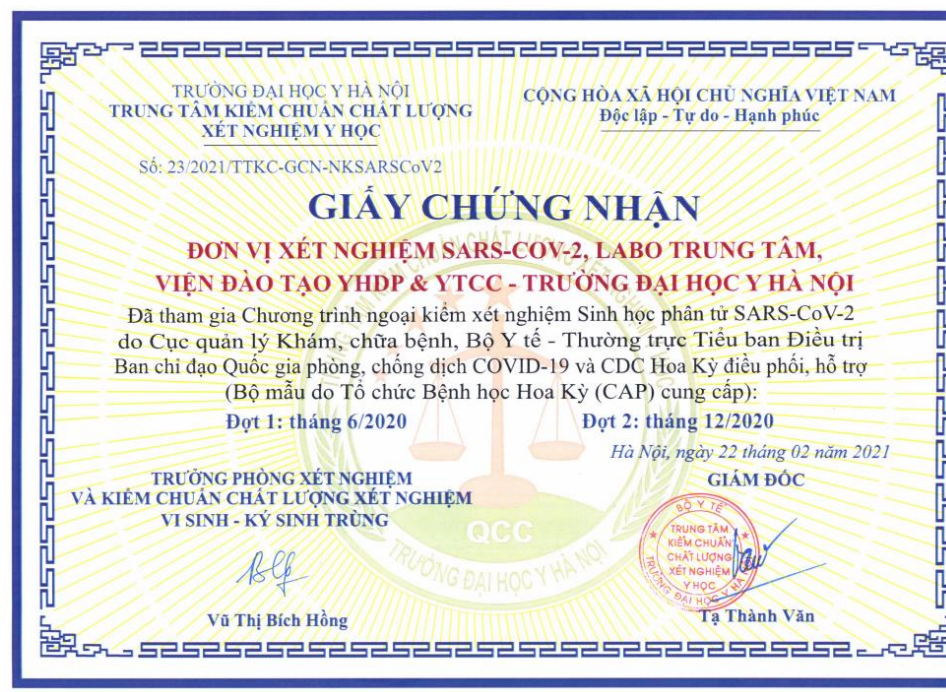 TRƯỜNG ĐẠI HỌC Y HÀ NỘI
TRUNG TÂM KIỂM CHUẨN CHẤT LƯỢNG
XÉT NGHIỆM Y HỌC
CỘNG HÒA XÃ HỘI CHỦ NGHĨA VIỆT NAM
Độc lập - Tự do - Hạnh phúc
Số: 23/2021/TTKC-GCN-NKSARSCoV2
GIẤY CHỨNG NHẬN
ĐƠN VỊ XÉT NGHIỆM SARS-COV-2, LABO TRUNG TÂM,
VIỆN ĐÀO TẠO YHDP & YTCC - TRƯỜNG ĐẠI HỌC Y HÀ NỘI
Đã tham gia Chương trình ngoại kiểm xét nghiệm Sinh học phân tử SARS-CoV-2
do Cục quản lý Khám, chữa bệnh, Bộ Y tế - Thường trực Tiểu ban Điều trị
Ban chỉ đạo Quốc gia phòng, chống dịch COVID-19 và CDC Hoa Kỳ điều phối, hỗ trợ
(Bộ mẫu do Tổ chức Bệnh học Hoa Kỳ (CAP) cung cấp):
Đợt 1: tháng 6/2020
Đợt 2: tháng 12/2020
Hà Nội, ngày 22 tháng 02 năm 2021
TRƯỞNG PHÒNG XÉT NGHIỆM
VÀ KIỂM CHUẨN CHẤT LƯỢNG XÉT NGHIỆM
VI SINH - KÝ SINH TRÙNG
GIÁM ĐỐC
BỘ Y TẾ
TRUNG TÂM
KIỂM CHUẨN
CHẤT LƯỢNG
XÉT NGHIỆM
Y HỌC
QCC
TRƯỜNG ĐẠI HỌC Y HÀ NỘI
Vũ Thị Bích Hồng
Tạ Thành Văn